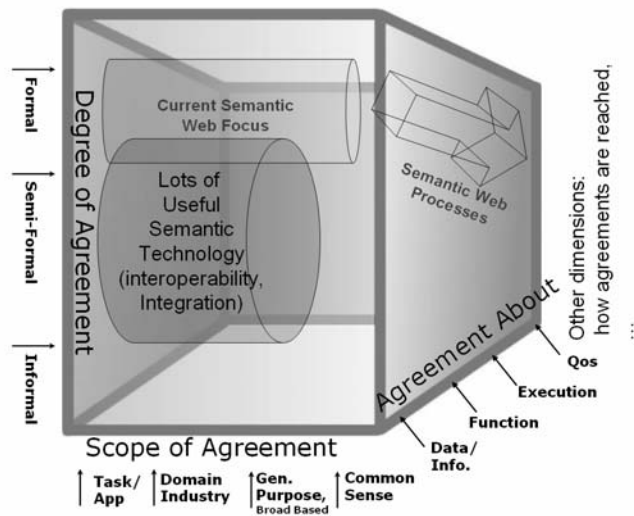 Formal
Semi-Formal
Informal
Degree of Agreement
Current Semantic
Web Focus
Lots of
Useful
Semantic
Technology
(interoperability,
Integration)
Semantic Web
Processes
Other dimensions:
how agreements are reached,
...
Agreement About
Qos
Execution
Function
Data/
Info.
Scope of Agreement
Task/
App
Domain
Industry
Gen.
Purpose,
Broad Based
Common
Sense